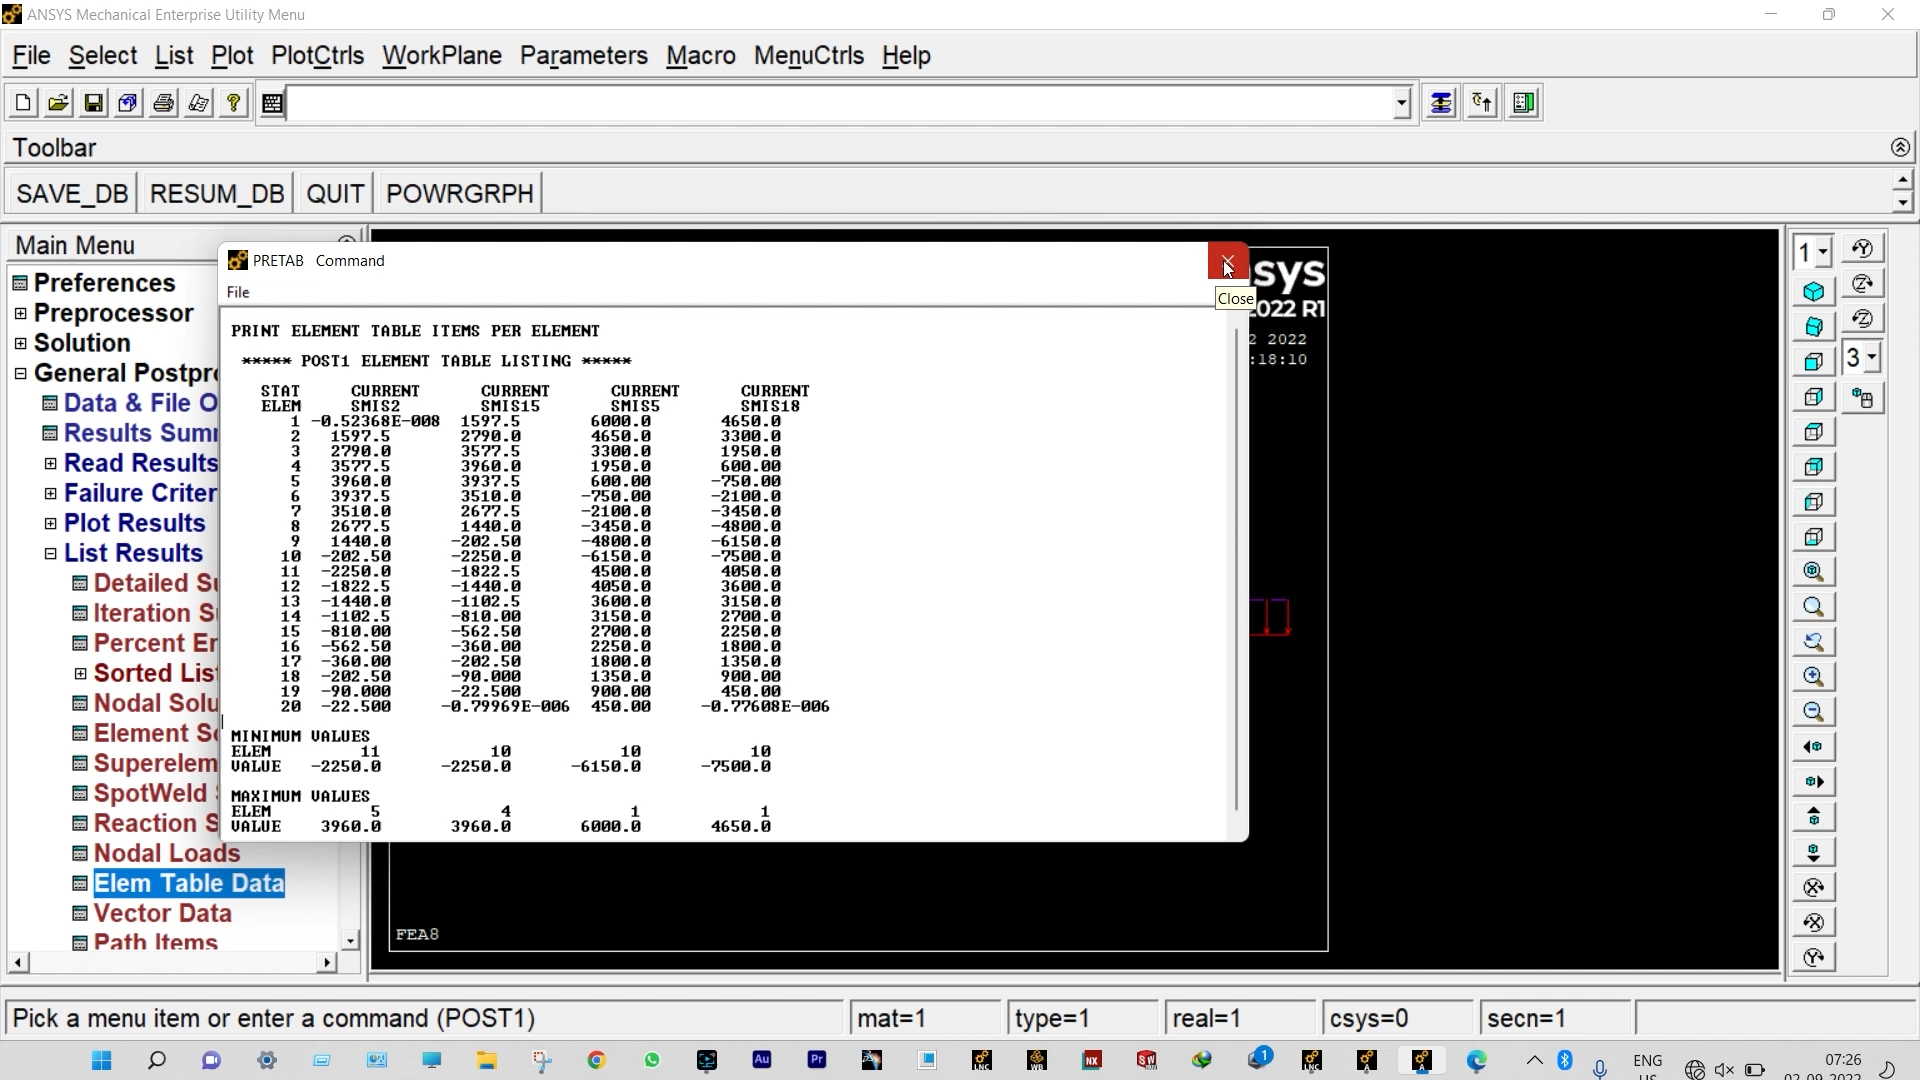 ANSYS Mechanical Enterprise Utility Menu
File Select List Plot PlotCtrls WorkPlane Parameters Macro MenuCtrls Help
Toolbar
SAVE_DB RESUM_DB QUIT POWRGRPH
Main Menu
Preferences
Preprocessor
Solution
General Postpr
Data & File O
Results Sum
Read Results
Failure Criter
Plot Results
List Results
Detailed S
Iteration S
Percent Er
Sorted Lis
Nodal Solu
Element S
Superelem
SpotWeld
Reaction S
Nodal Loads
Elem Table Data
Vector Data
Path Items
PRETAB Command
Close
File
PRINT ELEMENT TABLE ITEMS PER ELEMENT
***** POST1 ELEMENT TABLE LISTING *****
STAT CURRENT CURRENT CURRENT CURRENT
ELEM SMIS2 SMIS15 SMIS5 SMIS18
1 -0.52368E-008 1597.5 6000.0 4650.0
2 1597.5 2790.0 4650.0 3300.0
3 2790.0 3577.5 3300.0 1950.0
4 3577.5 3960.0 1950.0 600.00
5 3960.0 3937.5 600.00 -750.00
6 3937.5 3510.0 -750.00 -2100.0
7 3510.0 2677.5 -2100.0 -3450.0
8 2677.5 1440.0 -3450.0 -4800.0
9 1440.0 -202.50 -4800.0 -6150.0
10 -202.50 -2250.0 -6150.0 -7500.0
11 -2250.0 -1822.5 4500.0 4050.0
12 -1822.5 -1440.0 4050.0 3600.0
13 -1440.0 -1102.5 3600.0 3150.0
14 -1102.5 -810.00 3150.0 2700.0
15 -810.00 -562.50 2700.0 2250.0
16 -562.50 -360.00 2250.0 1800.0
17 -360.00 -202.50 1800.0 1350.0
18 -202.50 -90.000 1350.0 900.00
19 -90.000 -22.500 900.00 450.00
20 -22.500 -0.79969E-006 450.00 -0.77608E-006
MINIMUM VALUES
ELEM 11 10 10 10
VALUE -2250.0 -2250.0 -6150.0 -7500.0
MAXIMUM VALUES
ELEM 5 4 1 1
VALUE 3960.0 3960.0 6000.0 4650.0
sys
2022 R1
2 2022
:18:10
FEA8
1
3
Pick a menu item or enter a command (POST1) mat=1 type=1 real=1 csys=0 secn=1
Au Pr LNC WB NX SW 1 LNC A A
ENG
US
07:26
02-09-2022